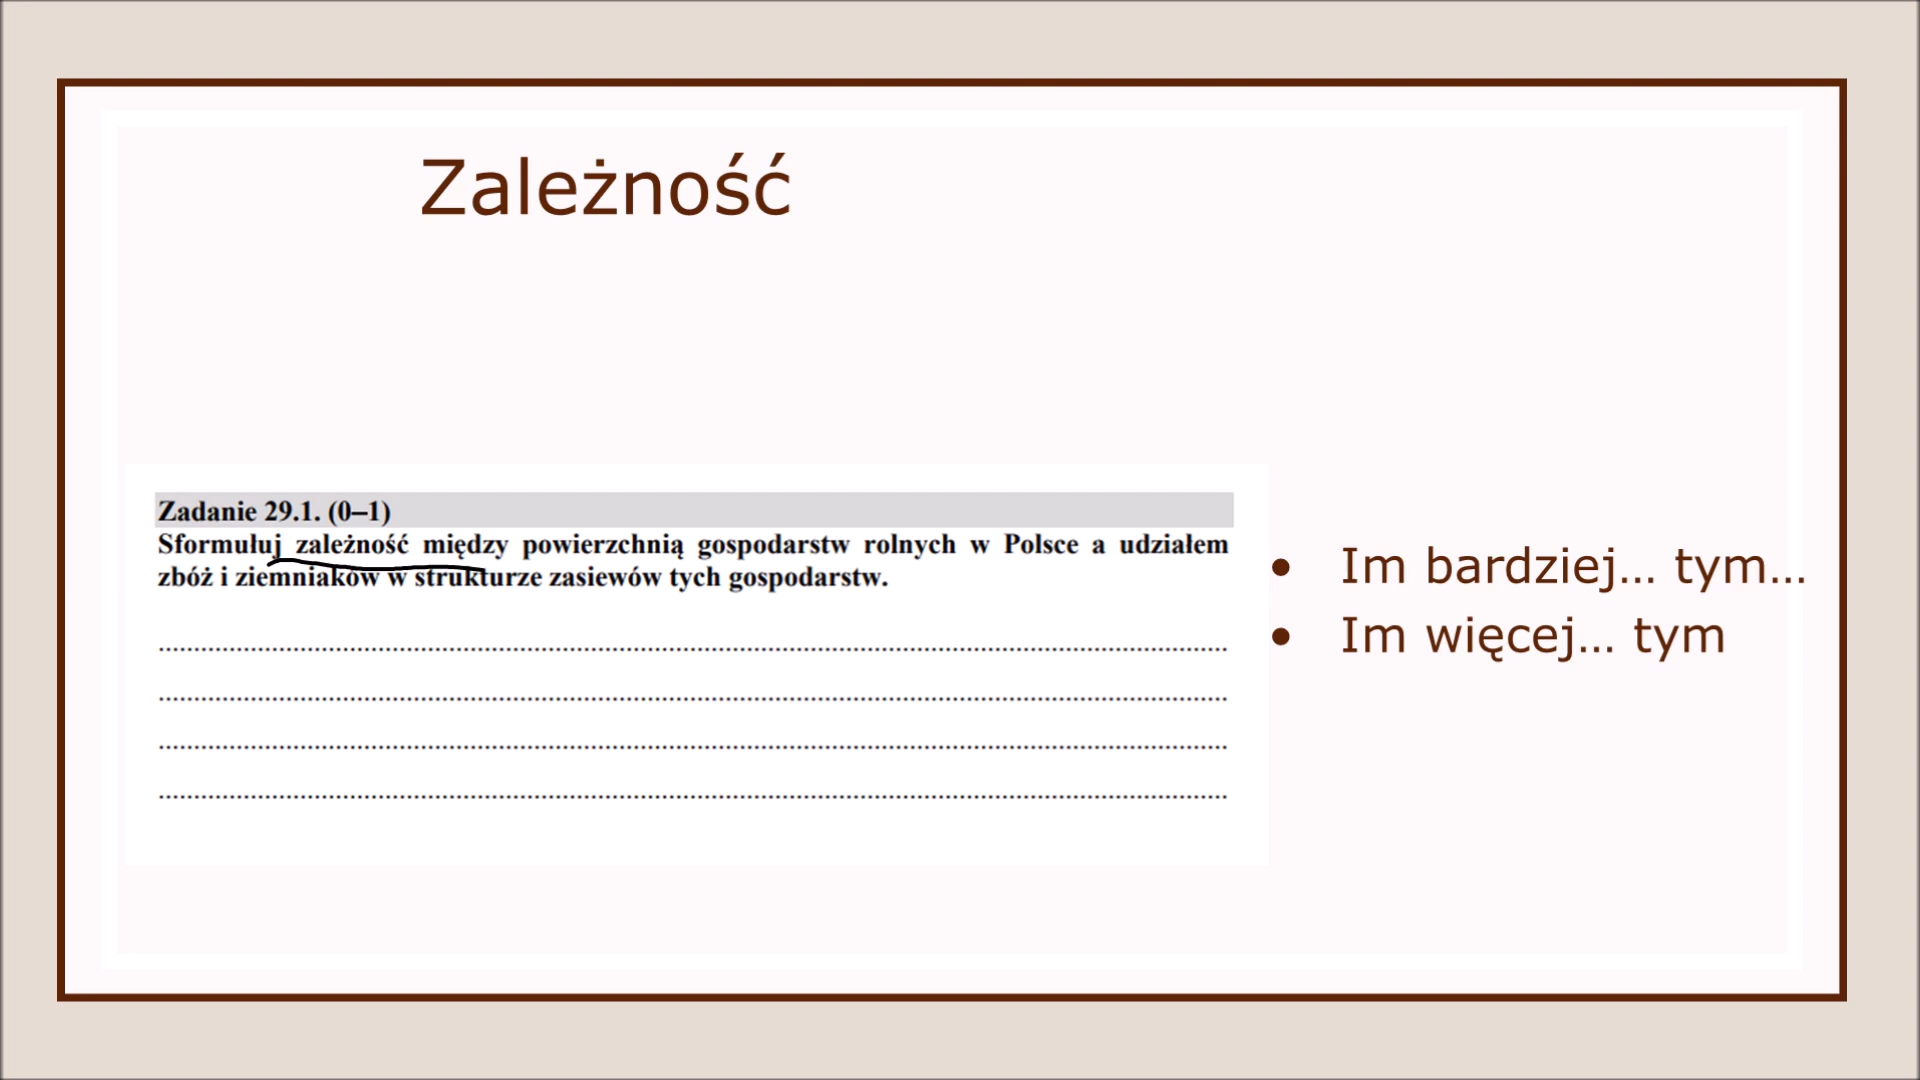 Zależność
Zadanie 29.1. (0–1)
Sformułuj zależność między powierzchnią gospodarstw rolnych w Polsce a udziałem
zbóż i ziemniaków w strukturze zasiewów tych gospodarstw.
• Im bardziej... tym...
• Im więcej... tym